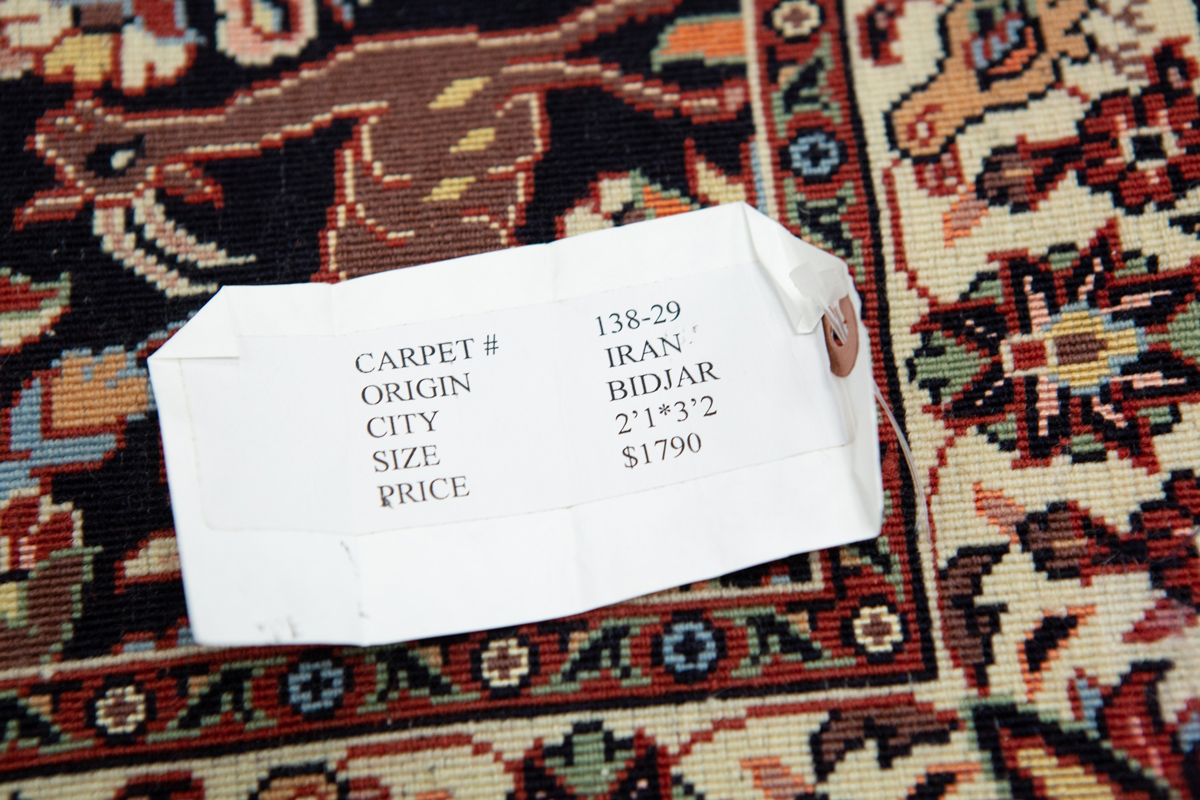 CARPET # 138-29
ORIGIN IRAN
CITY BIDJAR
SIZE 2’1*3’2
PRICE $1790